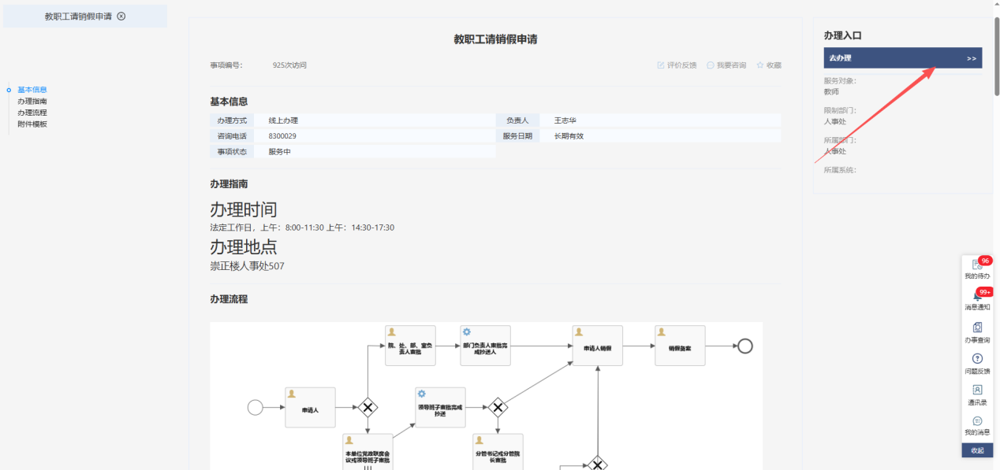 教职工请销假申请
基本信息
办理指南
办理流程
附件模板
教职工请销假申请
事项编号: 925次访问 评价反馈 我要咨询 收藏
基本信息
办理方式 线上办理 负责人 王志华
咨询电话 8300029 服务日期 长期有效
事项状态 服务中
办理指南
办理时间
法定工作日，上午：8:00-11:30 上午：14:30-17:30
办理地点
崇正楼人事处507
办理流程
院、处、部、室负
责人审批
部门负责人审批完
成抄送人
申请人销假
销假备案
申请人
领导班子审批完成
抄送
本单位党政联席会
议或领导班子审批
分管书记或分管院
长审批
办理入口
去办理 >>
服务对象:
教师
限制部门:
人事处
所属部门:
人事处
所属系统:
96
我的待办
99+
消息通知
办事查询
问题反馈
通讯录
我的消息
收起